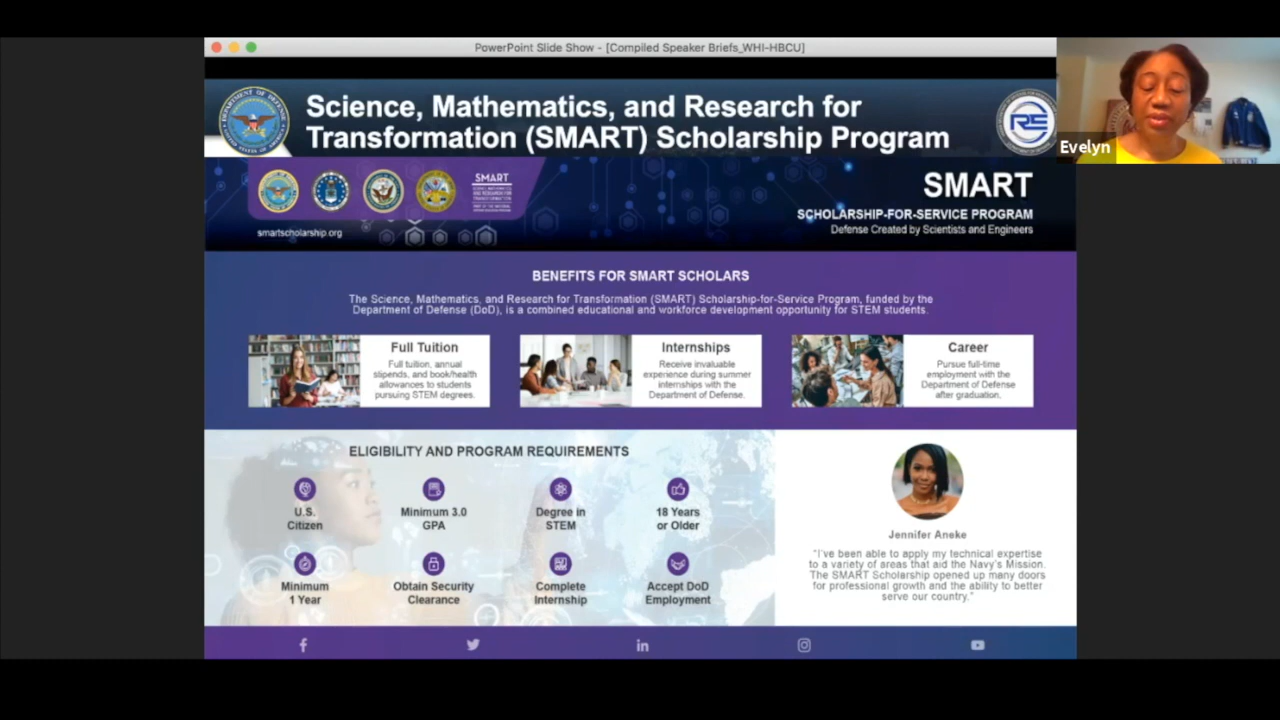 PowerPoint Slide Show - [Compiled Speaker Briefs_WHI-HBCU]
Science, Mathematics, and Research for
Transformation (SMART) Scholarship Program
Evelyn
SMART
smartscholarship.org
SMART
SCHOLARSHIP-FOR-SERVICE PROGRAM
Defense Created by Scientists and Engineers
BENEFITS FOR SMART SCHOLARS
The Science, Mathematics, and Research for Transformation (SMART) Scholarship-for-Service Program, funded by the
Department of Defense (DoD), is a combined educational and workforce development opportunity for STEM students.
Full Tuition
Full tuition, annual
stipends, and book/health
allowances to students
pursuing STEM degrees.
Internships
Receive invaluable
experience during summer
internships with the
Department of Defense.
Career
Pursue full-time
employment with the
Department of Defense
after graduation.
ELIGIBILITY AND PROGRAM REQUIREMENTS
U.S.
Citizen
Minimum 3.0
GPA
Degree in
STEM
18 Years
or Older
Minimum
1 Year
Obtain Security
Clearance
Complete
Internship
Accept DoD
Employment
Jennifer Aneke
"I've been able to apply my technical expertise
to a variety of areas that aid the Navy's Mission.
The SMART Scholarship opened up many doors
for professional growth and the ability to better
serve our country."